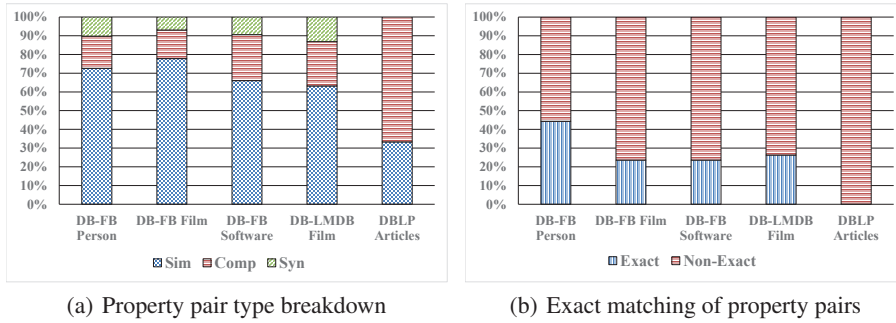 100%
90%
80%
70%
60%
50%
40%
30%
20%
10%
0%
DB-FB Person
DB-FB Film
DB-FB Software
DB-LMDB Film
DBLP Articles
Sim Comp Syn
(a) Property pair type breakdown
100%
90%
80%
70%
60%
50%
40%
30%
20%
10%
0%
DB-FB Person
DB-FB Film
DB-FB Software
DB-LMDB Film
DBLP Articles
Exact Non-Exact
(b) Exact matching of property pairs